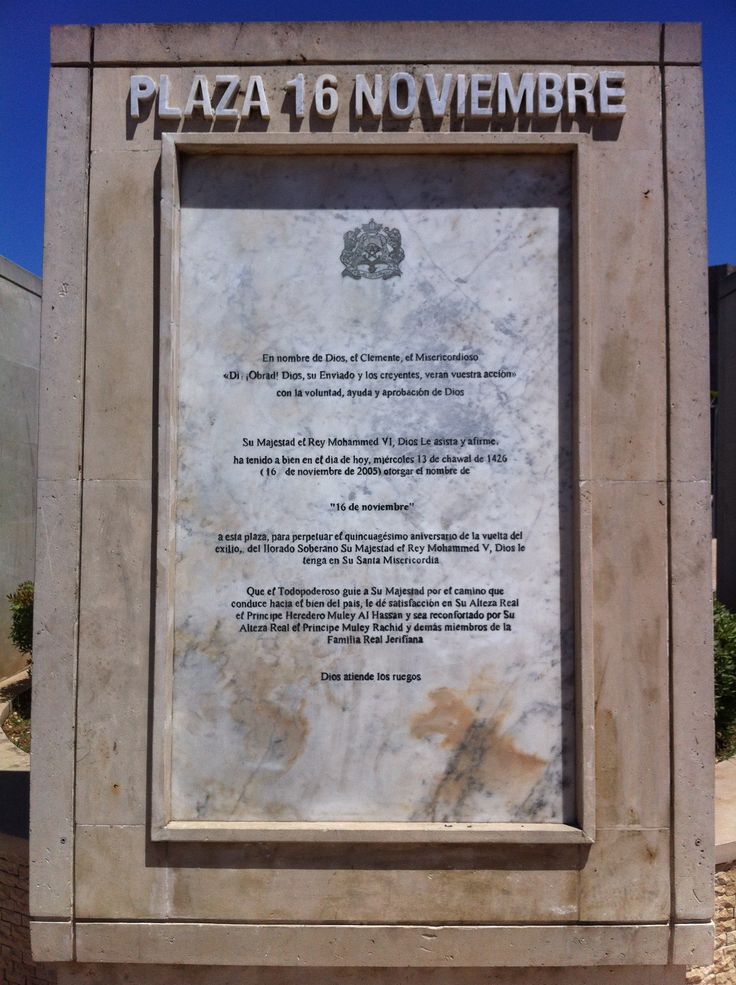 PLAZA 16 NOVIEMBRE
En nombre de Dios, el Clemente, el Misericordioso
«Di: ¡Obrad! Dios, su Enviado y los creyentes, veran vuestra acción»
con la voluntad, ayuda y aprobación de Dios
Su Majestad el Rey Mohammed VI, Dios Le asista y afirme,
ha tenido a bien en el dia de hoy, miércoles 13 de chawal de 1426
( 16 de noviembre de 2005) otorgar el nombre de
"16 de noviembre"
a esta plaza, para perpetuar el quincuagésimo aniversario de la vuelta del
exilio, del llorado Soberano Su Majestad el Rey Mohammed V, Dios le
tenga en Su Santa Misericordia
Que el Todopoderoso guie a Su Majestad por el camino que
conduce hacia el bien del pais, le dé satisfacción en Su Alteza Real
el Principe Heredero Muley Al Hassan y sea reconfortado por Su
Alteza Real el Principe Muley Rachid y demás miembros de la
Familia Real Jerifiana
Dios atiende los ruegos